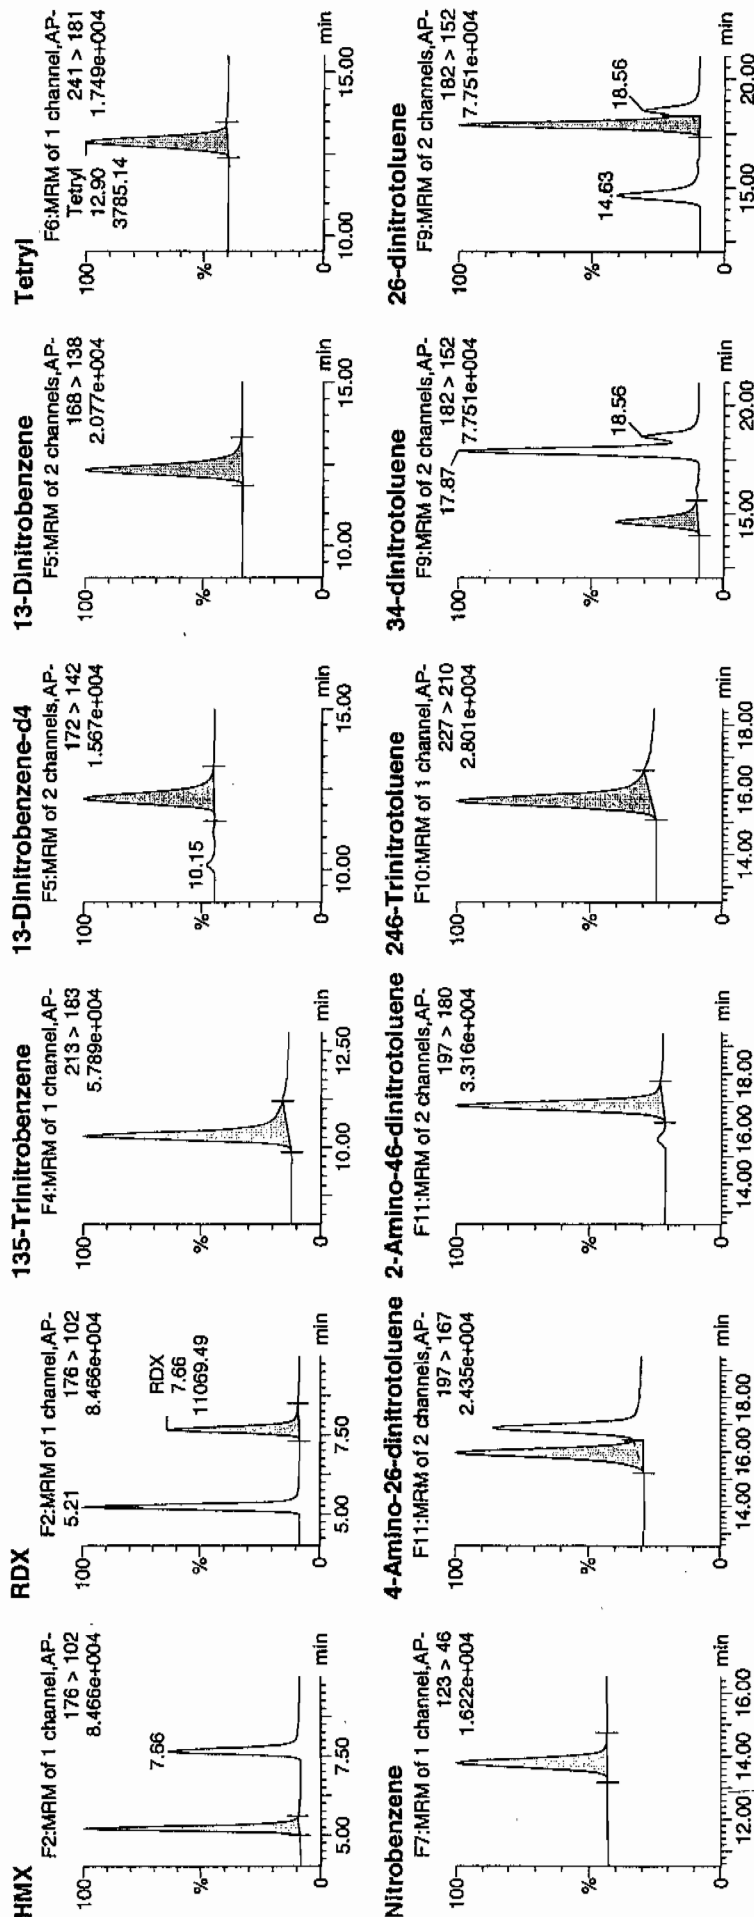 HMX
F2:MRM of 1 channel,AP-
176 > 102
8.466e+004
100
%
0
7.66
5.00
7.50
min
RDX
F2:MRM of 1 channel,AP-
176 > 102
8.466e+004
100
%
0
5.21
RDX
7.66
11069.49
5.00
7.50
min
135-Trinitrobenzene
F4:MRM of 1 channel,AP-
213 > 183
5.789e+004
100
%
0
10.00
12.50
min
13-Dinitrobenzene-d4
F5:MRM of 2 channels,AP-
172 > 142
1.567e+004
100
%
0
10.15
10.00
15.00
min
13-Dinitrobenzene
F5:MRM of 2 channels,AP-
168 > 138
2.077e+004
100
%
0
10.00
15.00
min
Tetryl
F6:MRM of 1 channel,AP-
241 > 181
1.749e+004
Tetryl
12.90
3785.14
100
%
0
10.00
15.00
min
Nitrobenzene
F7:MRM of 1 channel,AP-
123 > 46
1.622e+004
100
%
0
12.00
14.00
16.00
min
4-Amino-26-dinitrotoluene
F11:MRM of 2 channels,AP-
197 > 167
2.435e+004
100
%
0
14.00
16.00
18.00
min
2-Amino-46-dinitrotoluene
F11:MRM of 2 channels,AP-
197 > 180
3.316e+004
100
%
0
14.00
16.00
18.00
min
246-Trinitrotoluene
F10:MRM of 1 channel,AP-
227 > 210
2.801e+004
100
%
0
14.00
16.00
18.00
min
34-dinitrotoluene
F9:MRM of 2 channels,AP-
182 > 152
7.751e+004
17.87
18.56
100
%
0
15.00
20.00
min
26-dinitrotoluene
F9:MRM of 2 channels,AP-
182 > 152
7.751e+004
18.56
14.63
100
%
0
15.00
20.00
min